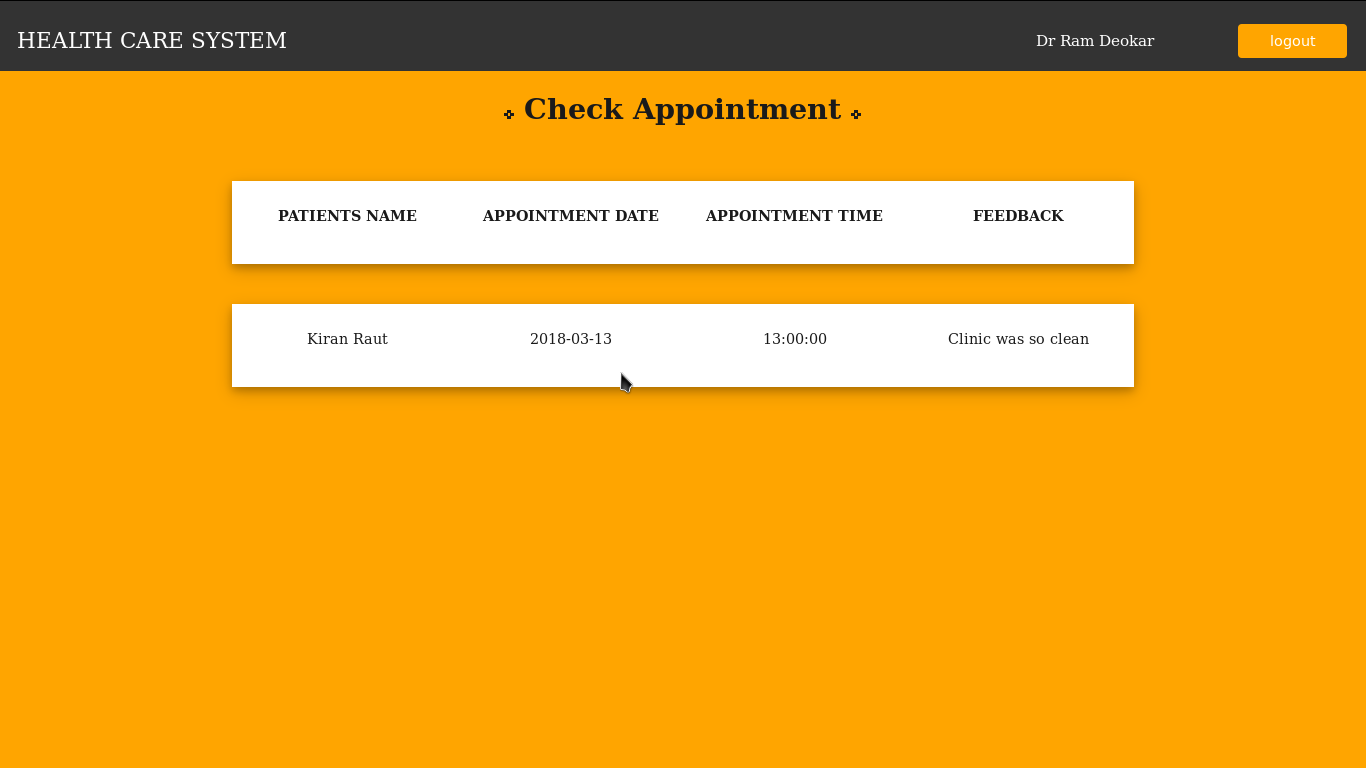 HEALTH CARE SYSTEM
Dr Ram Deokar
logout
Check Appointment
PATIENTS NAME APPOINTMENT DATE APPOINTMENT TIME FEEDBACK
Kiran Raut 2018-03-13 13:00:00 Clinic was so clean